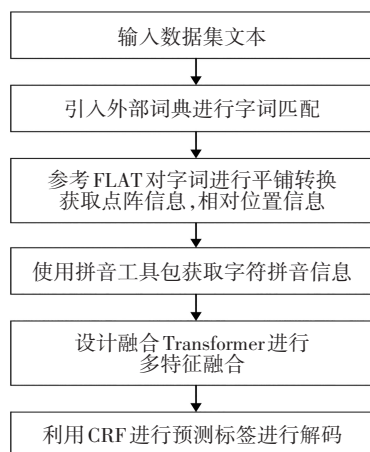 输入数据集文本
引入外部词典进行字词匹配
参考FLAT对字词进行平铺转换
获取点阵信息,相对位置信息
使用拼音工具包获取字符拼音信息
设计融合Transformer进行
多特征融合
利用CRF进行预测标签进行解码